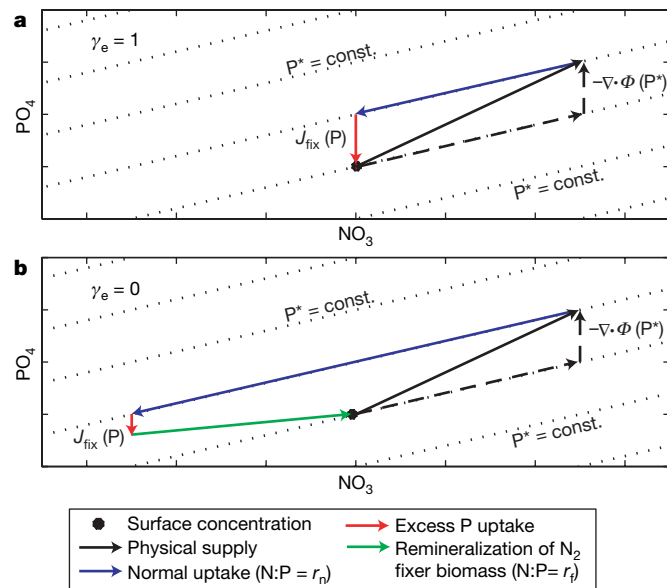 a
γe = 1
P* = const.
−∇·Φ (P*)
PO4
Jfix (P)
P* = const.
NO3
b
γe = 0
P* = const.
−∇·Φ (P*)
PO4
Jfix (P)
P* = const.
NO3
Surface concentration
Physical supply
Normal uptake (N:P = rn)
Excess P uptake
Remineralization of N2
fixer biomass (N:P= rf)